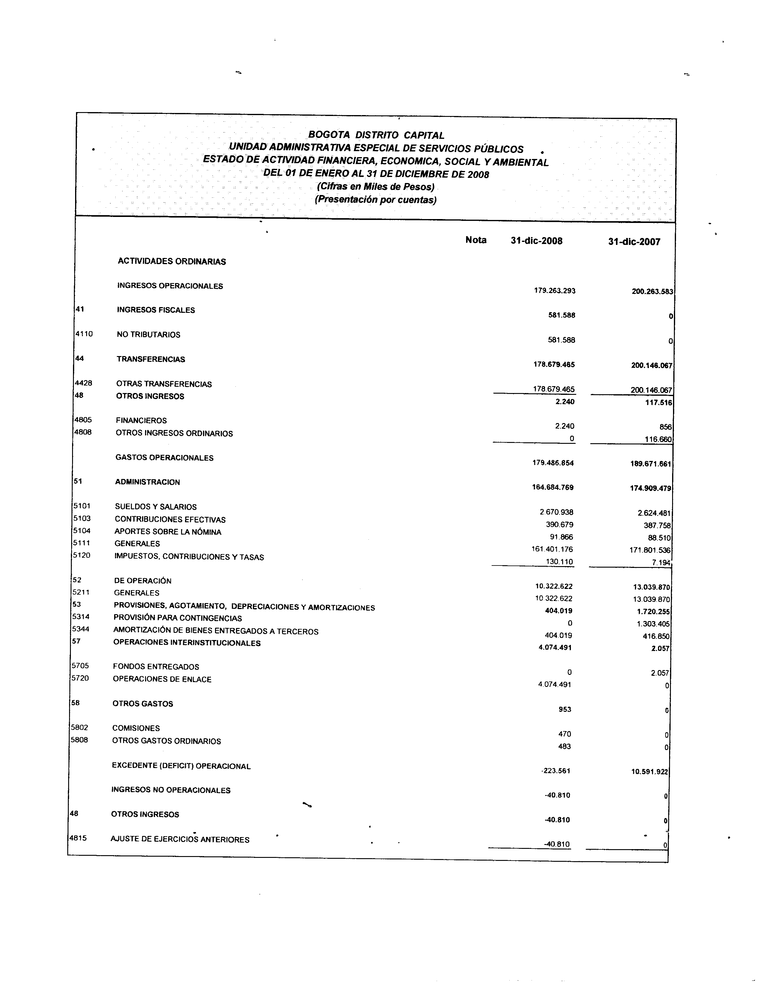 BOGOTA DISTRITO CAPITAL
UNIDAD ADMINISTRATIVA ESPECIAL DE SERVICIOS PÚBLICOS
ESTADO DE ACTIVIDAD FINANCIERA, ECONOMICA, SOCIAL Y AMBIENTAL
DEL 01 DE ENERO AL 31 DE DICIEMBRE DE 2008
(Cifras en Miles de Pesos)
(Presentación por cuentas)
Nota 31-dic-2008 31-dic-2007
ACTIVIDADES ORDINARIAS
INGRESOS OPERACIONALES 179.263.293 200.263.583
41 INGRESOS FISCALES 581.588 0
4110 NO TRIBUTARIOS 581.588 0
44 TRANSFERENCIAS 178.679.465 200.146.067
4428 OTRAS TRANSFERENCIAS 178.679.465 200.146.067
48 OTROS INGRESOS 2.240 117.516
4805 FINANCIEROS 2.240 856
4808 OTROS INGRESOS ORDINARIOS 0 116.660
GASTOS OPERACIONALES 179.486.854 189.671.661
51 ADMINISTRACION 164.684.769 174.909.479
5101 SUELDOS Y SALARIOS 2.670.938 2.624.481
5103 CONTRIBUCIONES EFECTIVAS 390.679 387.758
5104 APORTES SOBRE LA NÓMINA 91.866 88.510
5111 GENERALES 161.401.176 171.801.536
5120 IMPUESTOS, CONTRIBUCIONES Y TASAS 130.110 7.194
52 DE OPERACIÓN 10.322.622 13.039.870
5211 GENERALES 10.322.622 13.039.870
53 PROVISIONES, AGOTAMIENTO, DEPRECIACIONES Y AMORTIZACIONES 404.019 1.720.255
5314 PROVISIÓN PARA CONTINGENCIAS 0 1.303.405
5344 AMORTIZACIÓN DE BIENES ENTREGADOS A TERCEROS 404.019 416.850
57 OPERACIONES INTERINSTITUCIONALES 4.074.491 2.057
5705 FONDOS ENTREGADOS 0 2.057
5720 OPERACIONES DE ENLACE 4.074.491 0
58 OTROS GASTOS 953 0
5802 COMISIONES 470 0
5808 OTROS GASTOS ORDINARIOS 483 0
EXCEDENTE (DEFICIT) OPERACIONAL -223.561 10.591.922
INGRESOS NO OPERACIONALES -40.810 0
48 OTROS INGRESOS -40.810 0
4815 AJUSTE DE EJERCICIOS ANTERIORES -40.810 0